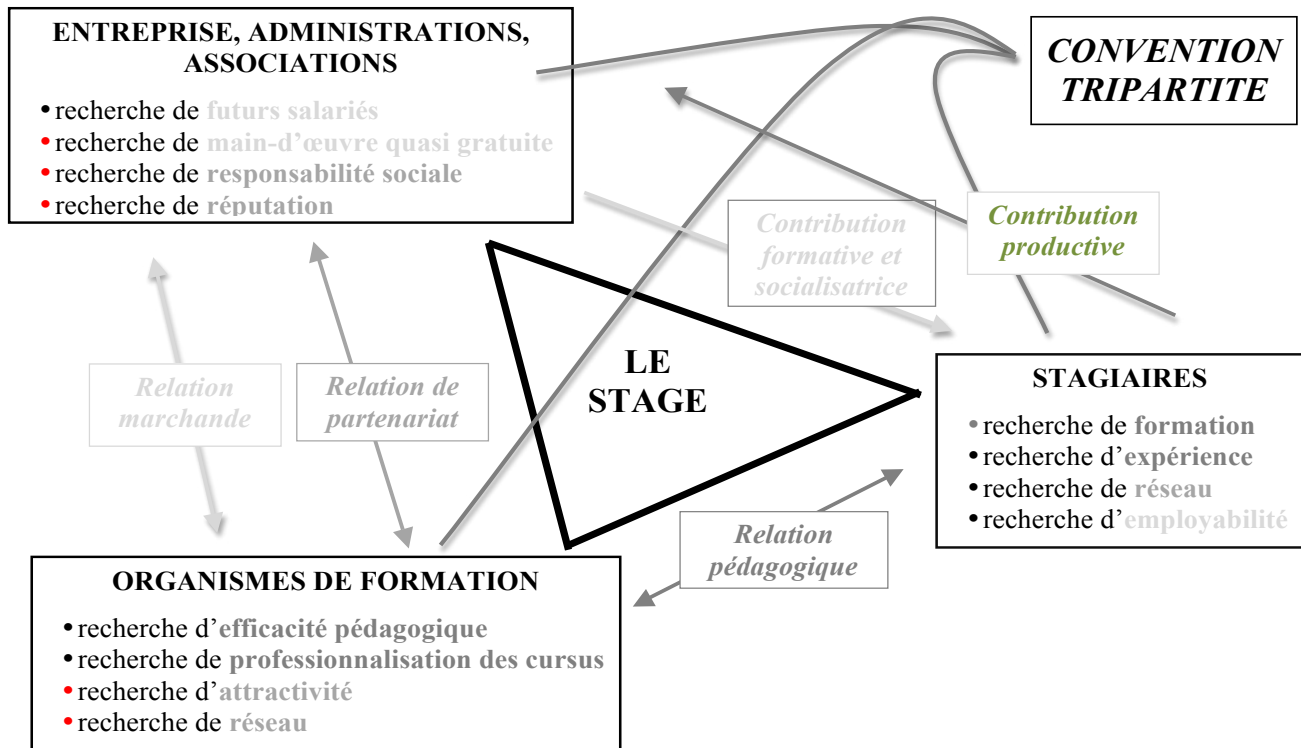 ENTREPRISE, ADMINISTRATIONS,
ASSOCIATIONS
•recherche de futurs salariés
•recherche de main-d'œuvre quasi gratuite
•recherche de responsabilité sociale
•recherche de réputation
CONVENTION
TRIPARTITE
Contribution
formative et
socialisatrice
Contribution
productive
Relation
marchande
Relation de
partenariat
LE
STAGE
STAGIAIRES
•recherche de formation
•recherche d'expérience
•recherche de réseau
•recherche d'employabilité
Relation
pédagogique
ORGANISMES DE FORMATION
•recherche d'efficacité pédagogique
•recherche de professionnalisation des cursus
•recherche d'attractivité
•recherche de réseau